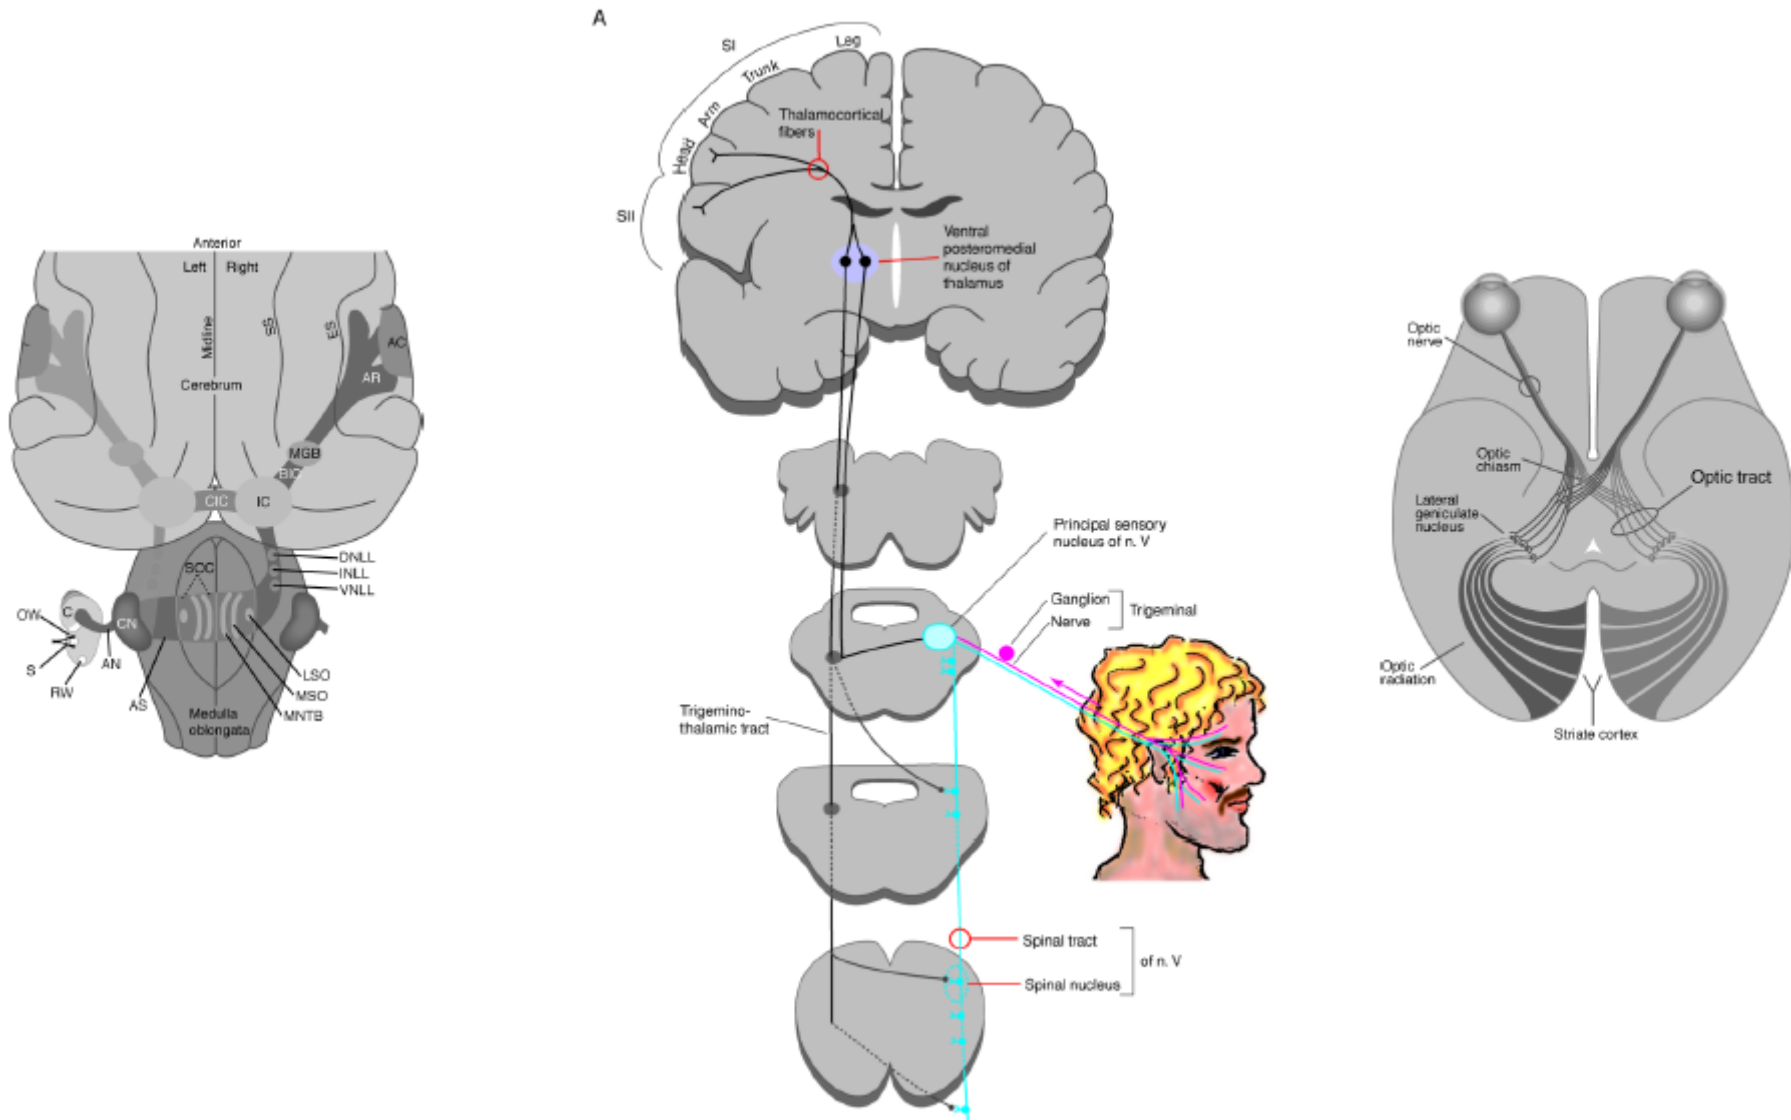 A
SI
Leg
Trunk
Arm
Head
SII
Thalamocortical
fibers
Ventral
posteromedial
nucleus of
thalamus
Anterior
Left
Right
Midline
SS
ES
AC
AR
Cerebrum
MGB
BIC
CIC
IC
DNLL
INLL
VNLL
SOC
OW
C
CN
S
RW
AN
AS
LSO
MSO
MNTB
Medulla
oblongata
Principal sensory
nucleus of n. V
Ganglion
Nerve
Trigeminal
Trigemino-
thalamic tract
Spinal tract
Spinal nucleus
of n. V
Optic
nerve
Optic
chiasm
Optic tract
Lateral
geniculate
nucleus
Optic
radiation
Striate cortex